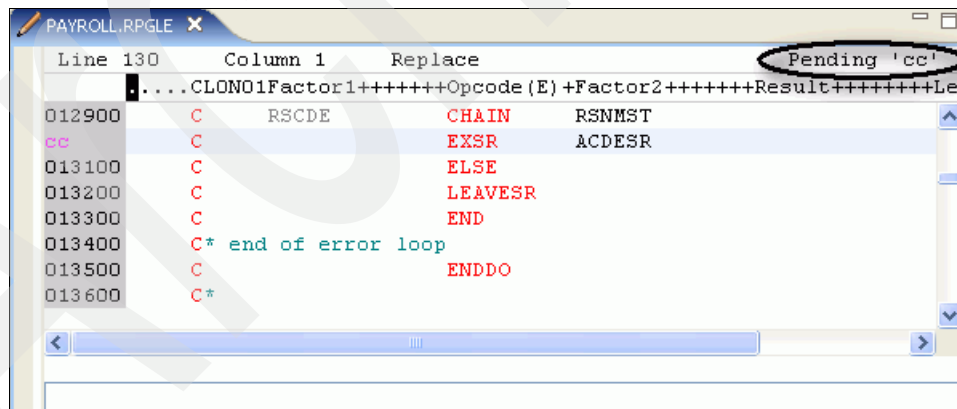 PAYROLL.RPGLE
Line 130 Column 1 Replace Pending 'cc'
.....CL0N01Factor1+++++++Opcode(E)+Factor2+++++++Result++++++++Le
012900 C RSCDE CHAIN RSNMST
cc C EXSR ACDESR
013100 C ELSE
013200 C LEAVESR
013300 C END
013400 C* end of error loop
013500 C ENDDO
013600 C*